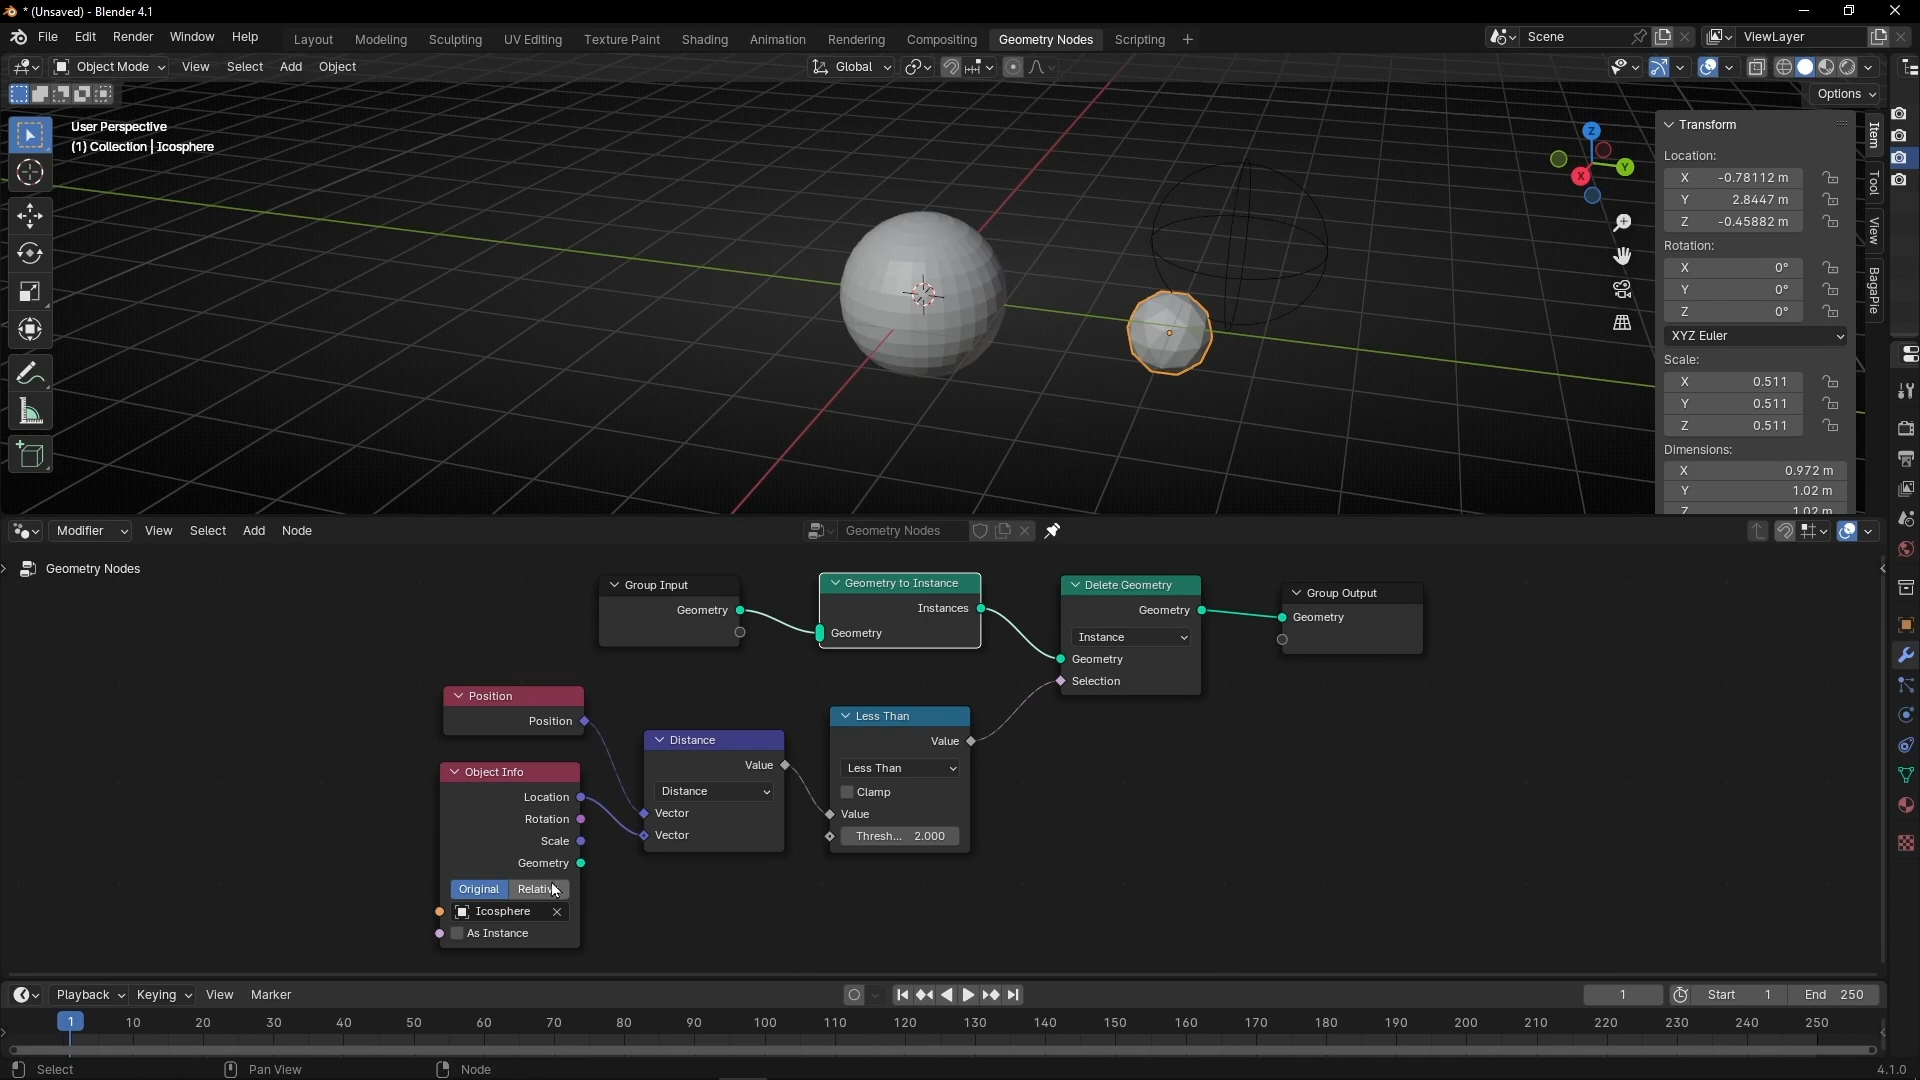 * (Unsaved) - Blender 4.1
File Edit Render Window Help Layout Modeling Sculpting UV Editing Texture Paint Shading Animation Rendering Compositing Geometry Nodes Scripting + Scene ViewLayer
Object Mode View Select Add Object Global
Options
User Perspective
(1) Collection | Icosphere
Z
Y
X
Transform
Location:
X -0.78112 m
Y 2.8447 m
Z -0.45882 m
Rotation:
X 0°
Y 0°
Z 0°
XYZ Euler
Scale:
X 0.511
Y 0.511
Z 0.511
Dimensions:
X 0.972 m
Y 1.02 m
Z 1.02 m
Item
Tool
View
BagaPie
Modifier View Select Add Node Geometry Nodes
Geometry Nodes
Group Input
Geometry
Geometry to Instance
Instances
Geometry
Delete Geometry
Geometry
Instance
Geometry
Selection
Group Output
Geometry
Position
Position
Object Info
Location
Rotation
Scale
Geometry
Original
Icosphere
As Instance
Distance
Value
Distance
Vector
Vector
Less Than
Value
Less Than
Clamp
Value
Thresh... 2.000
Playback Keying View Marker 1 Start 1 End 250
1 10 20 30 40 50 60 70 80 90 100 110 120 130 140 150 160 170 180 190 200 210 220 230 240 250
Select Pan View Node 4.1.0